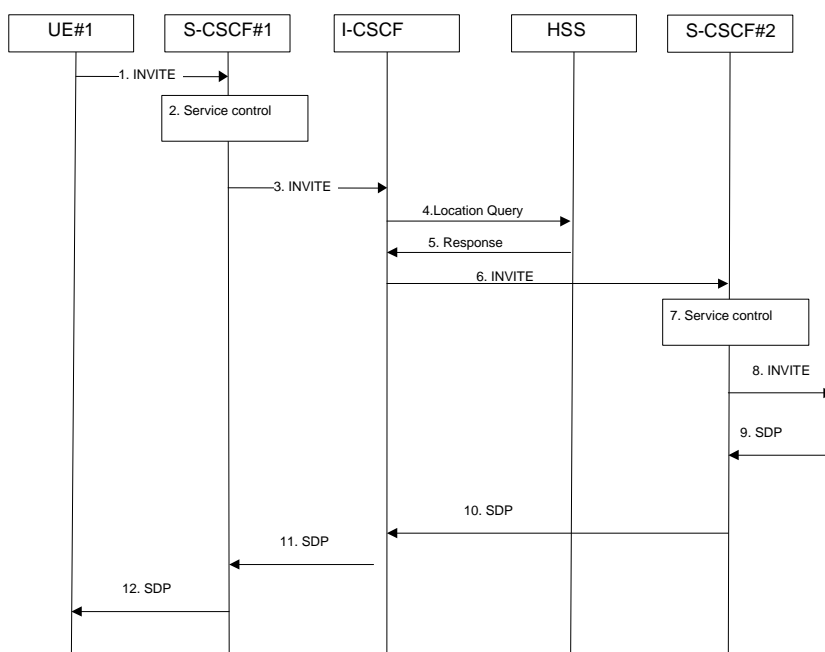 UE#1
S-CSCF#1
I-CSCF
HSS
S-CSCF#2
1. INVITE
2. Service control
3. INVITE
4.Location Query
5. Response
6. INVITE
7. Service control
8. INVITE
9. SDP
10. SDP
11. SDP
12. SDP